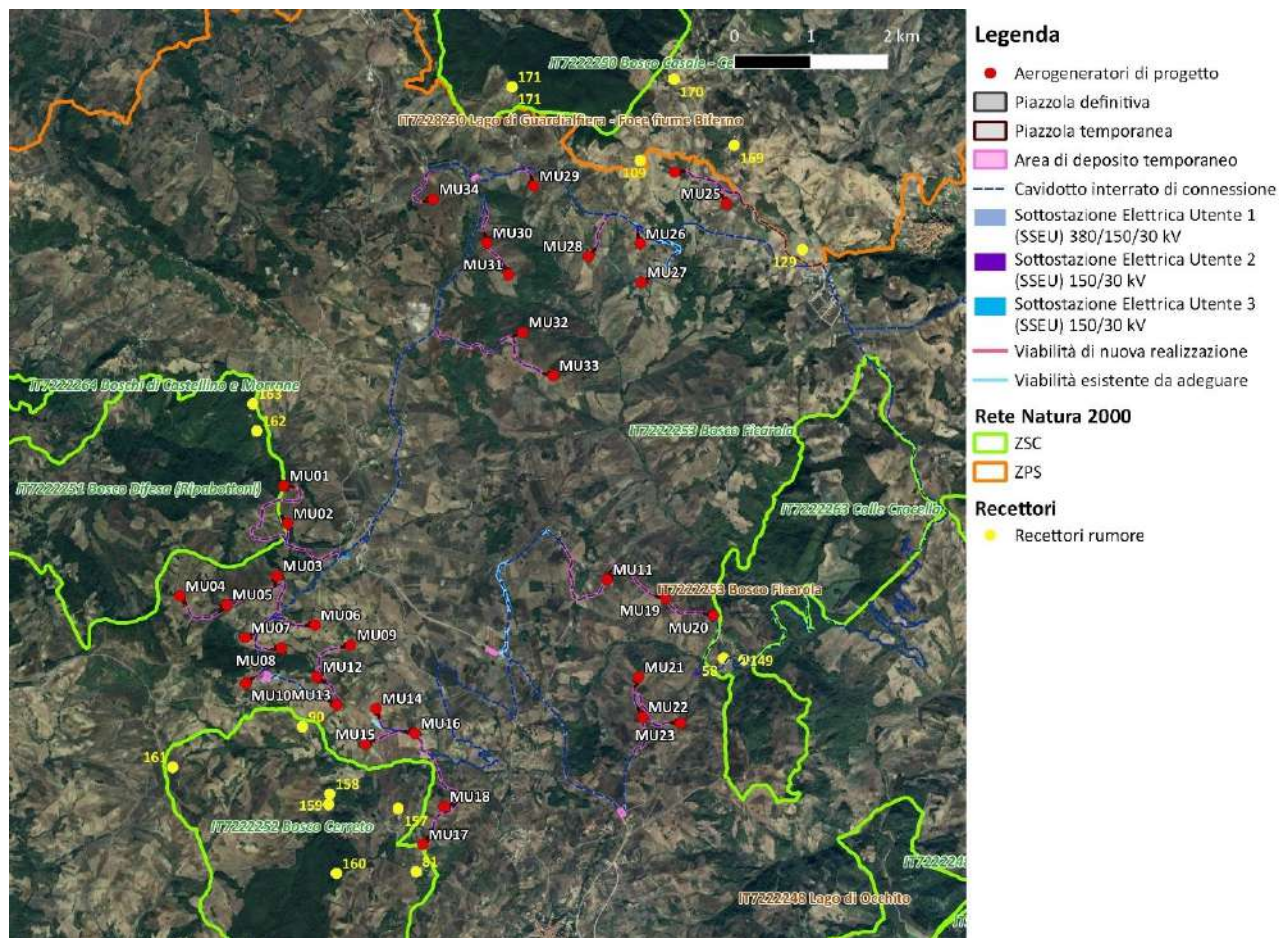 0 1 2 km
171
IT7222250 Bosco Casale - Ce
171
170
IT7228230 Lago di Guardialfiera - Foce fiume Biferno
169
109
MU29
MU34
MU25
MU30
MU28
MU26
MU31
MU27
129
MU32
MU33
IT7222264 Boschi di Castellino e Morrone
163
162
IT7222253 Bosco Ficarola
MU01
IT7222251 Bosco Difesa (Ripabottoni)
MU02
IT7222263 Colle Crocella
MU03
MU11
MU04
MU05
IT7222253 Bosco Ficarola
MU19
MU06
MU20
MU07
MU09
MU08
58
149
MU12
MU21
MU10
MU13
MU14
MU22
90
MU16
MU15
MU23
161
158
159
MU18
157
IT7222252 Bosco Cerreto
MU17
160
81
IT722224
IT7222248 Lago di Occhito
Legenda
Aerogeneratori di progetto
Piazzola definitiva
Piazzola temporanea
Area di deposito temporaneo
Cavidotto interrato di connessione
Sottostazione Elettrica Utente 1
(SSEU) 380/150/30 kV
Sottostazione Elettrica Utente 2
(SSEU) 150/30 kV
Sottostazione Elettrica Utente 3
(SSEU) 150/30 kV
Viabilità di nuova realizzazione
Viabilità esistente da adeguare
Rete Natura 2000
ZSC
ZPS
Recettori
Recettori rumore